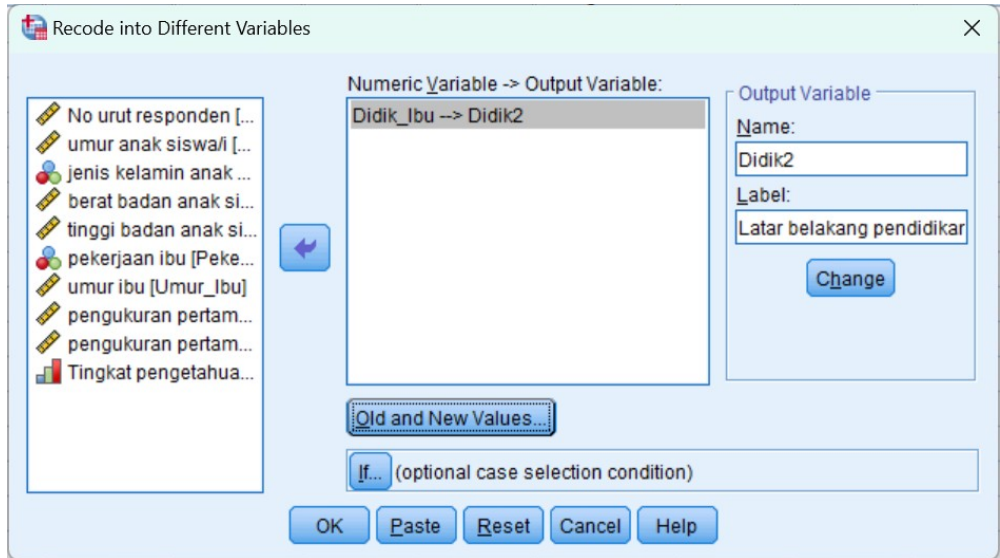 Recode into Different Variables
No urut responden [...
umur anak siswa/i [...
jenis kelamin anak ...
berat badan anak si...
tinggi badan anak si...
pekerjaan ibu [Peke...
umur ibu [Umur_Ibu]
pengukuran pertam...
pengukuran pertam...
Tingkat pengetahua...
Numeric Variable -> Output Variable:
Didik_Ibu --> Didik2
Output Variable
Name:
Didik2
Label:
Latar belakang pendidikan
Change
Old and New Values...
If... (optional case selection condition)
OK Paste Reset Cancel Help